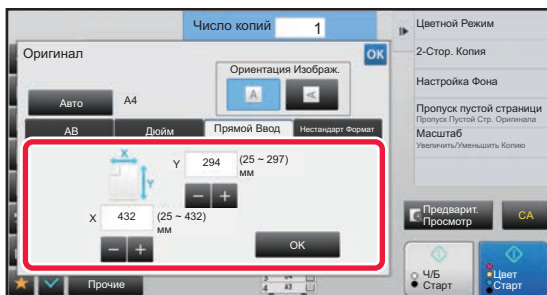 Число копий 1
Оригинал
OK
Ориентация Изображ.
A
A
Авто
A4
АВ
Дюйм
Прямой Ввод
Нестандарт Формат
X
Y
Y 294 (25 ~ 297)
мм
X 432 (25 ~ 432)
мм
OK
Прочие
Цветной Режим
2-Стор. Копия
Настройка Фона
Пропуск пустой страници
Пропуск Пустой Стр. Оригинала
Масштаб
Увеличить/Уменьшить Копию
Предварит.
Просмотр
CA
Ч/Б
Старт
Цвет
Старт